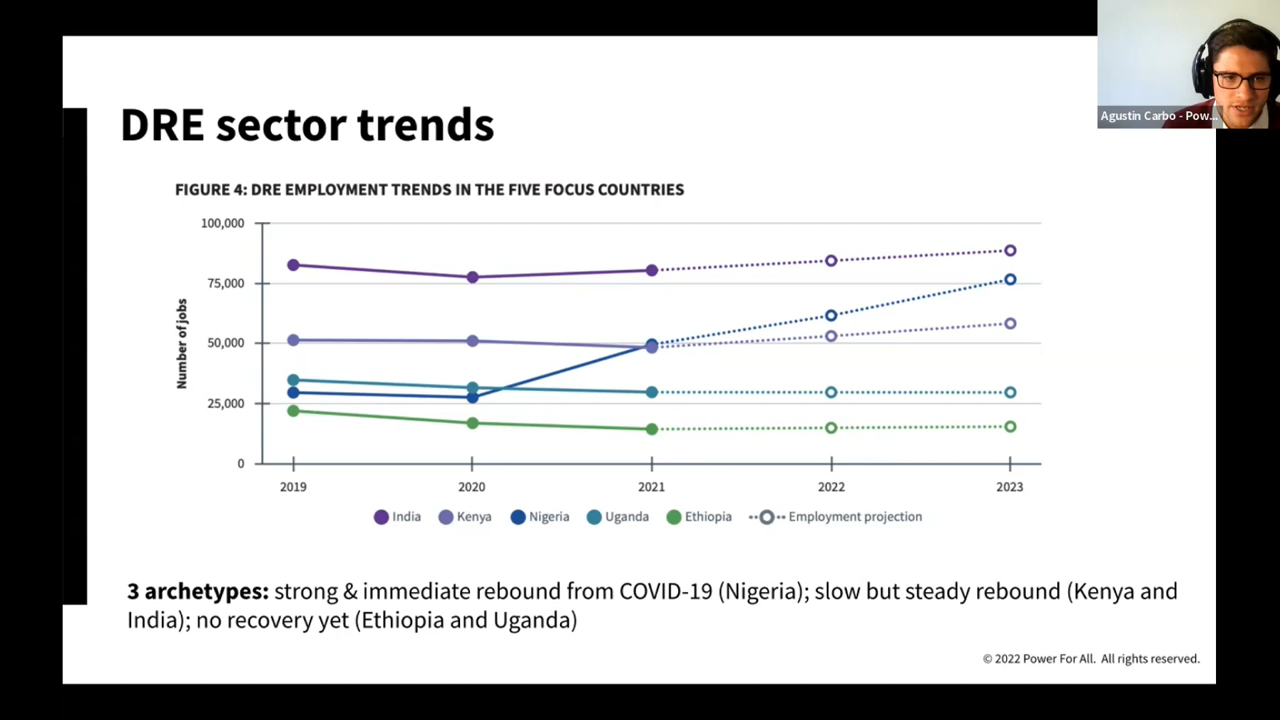 Agustin Carbo - Pow...
DRE sector trends
FIGURE 4: DRE EMPLOYMENT TRENDS IN THE FIVE FOCUS COUNTRIES
Number of jobs
100,000
75,000
50,000
25,000
0
2019 2020 2021 2022 2023
India Kenya Nigeria Uganda Ethiopia Employment projection
3 archetypes: strong & immediate rebound from COVID-19 (Nigeria); slow but steady rebound (Kenya and
India); no recovery yet (Ethiopia and Uganda)
© 2022 Power For All. All rights reserved.